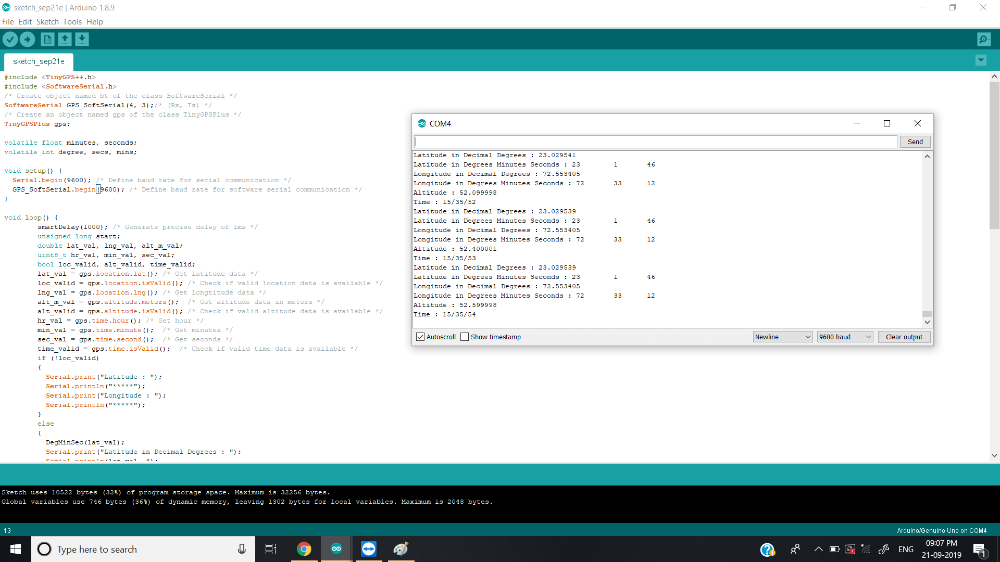 sketch_sep21e | Arduino 1.8.9
File Edit Sketch Tools Help
sketch_sep21e
#include <TinyGPS++.h>
#include <SoftwareSerial.h>
/* Create object named bt of the class SoftwareSerial */
SoftwareSerial GPS_SoftSerial(4, 3);/* (Rx, Tx) */
/* Create an object named gps of the class TinyGPSPlus */
TinyGPSPlus gps;
volatile float minutes, seconds;
volatile int degree, secs, mins;
void setup() {
Serial.begin(9600); /* Define baud rate for serial communication */
GPS_SoftSerial.begin(9600); /* Define baud rate for software serial communication */
}
void loop() {
smartDelay(1000); /* Generate precise delay of 1ms */
unsigned long start;
double lat_val, lng_val, alt_m_val;
uint8_t hr_val, min_val, sec_val;
bool loc_valid, alt_valid, time_valid;
lat_val = gps.location.lat(); /* Get latitude data */
loc_valid = gps.location.isValid(); /* Check if valid location data is available */
lng_val = gps.location.lng(); /* Get longtitude data */
alt_m_val = gps.altitude.meters(); /* Get altitude data in meters */
alt_valid = gps.altitude.isValid(); /* Check if valid altitude data is available */
hr_val = gps.time.hour(); /* Get hour */
min_val = gps.time.minute(); /* Get minutes */
sec_val = gps.time.second(); /* Get seconds */
time_valid = gps.time.isValid(); /* Check if valid time data is available */
if (!loc_valid)
{
Serial.print("Latitude : ");
Serial.println("*****");
Serial.print("Longitude : ");
Serial.println("*****");
}
else
{
DegMinSec(lat_val);
Serial.print("Latitude in Decimal Degrees : ");
Serial.println(lat_val, 6);
COM4
Send
Latitude in Decimal Degrees : 23.029541
Latitude in Degrees Minutes Seconds : 23 1 46
Longitude in Decimal Degrees : 72.553405
Longitude in Degrees Minutes Seconds : 72 33 12
Altitude : 52.099998
Time : 15/35/52
Latitude in Decimal Degrees : 23.029539
Latitude in Degrees Minutes Seconds : 23 1 46
Longitude in Decimal Degrees : 72.553405
Longitude in Degrees Minutes Seconds : 72 33 12
Altitude : 52.400001
Time : 15/35/53
Latitude in Decimal Degrees : 23.029539
Latitude in Degrees Minutes Seconds : 23 1 46
Longitude in Decimal Degrees : 72.553405
Longitude in Degrees Minutes Seconds : 72 33 12
Altitude : 52.599998
Time : 15/35/54
Autoscroll Show timestamp Newline 9600 baud Clear output
Sketch uses 10522 bytes (32%) of program storage space. Maximum is 32256 bytes.
Global variables use 746 bytes (36%) of dynamic memory, leaving 1302 bytes for local variables. Maximum is 2048 bytes.
13 Arduino/Genuino Uno on COM4
Type here to search
ENG
09:07 PM
21-09-2019
1